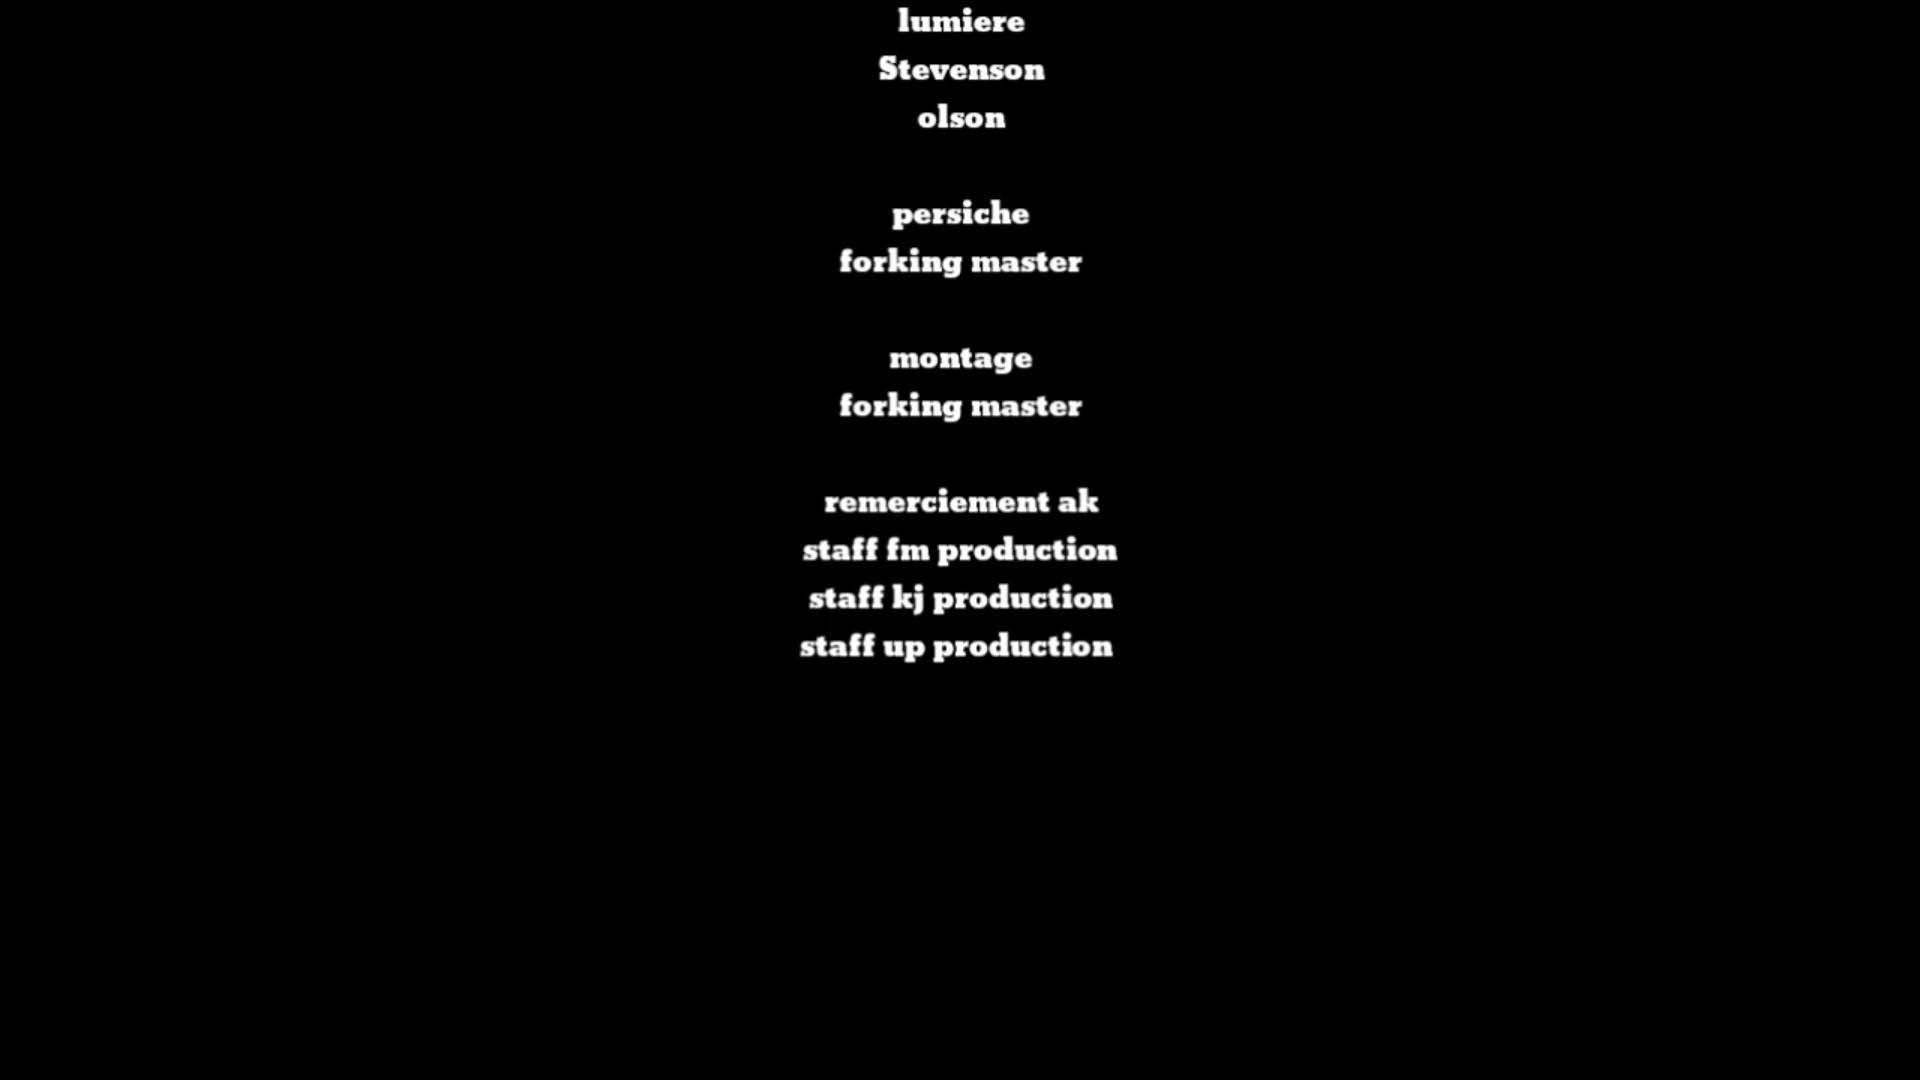 lumiere
Stevenson
olson
persiche
forking master
montage
forking master
remerciement ak
staff fm production
staff kj production
staff up production